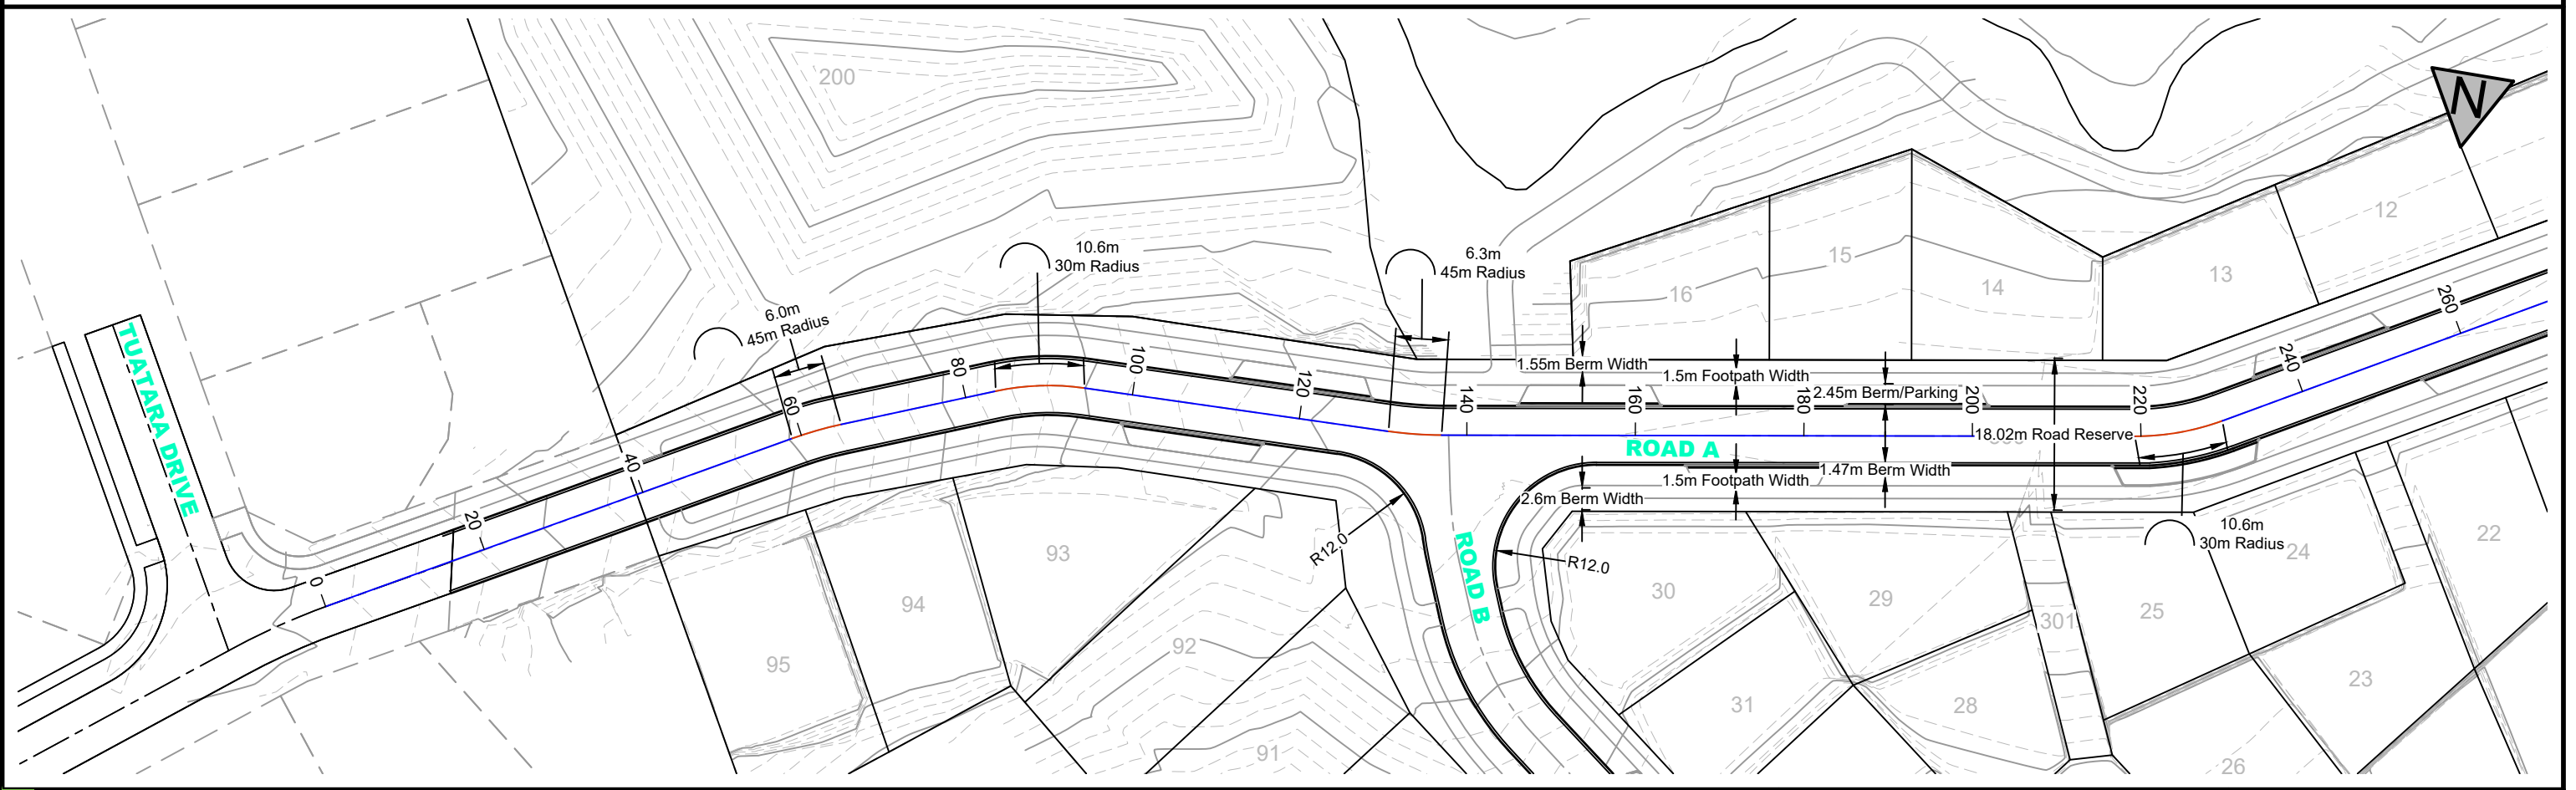 200
N
12
10.6m
30m Radius
6.3m
45m Radius
15
13
16
14
6.0m
45m Radius
TUATARA DRIVE
0
20
40
60
80
100
120
140
160
180
200
220
240
260
1.55m Berm Width
1.5m Footpath Width
2.45m Berm/Parking
18.02m Road Reserve
ROAD A
1.47m Berm Width
1.5m Footpath Width
2.6m Berm Width
10.6m
30m Radius
R12.0
R12.0
ROAD B
93
94
95
92
91
30
29
301
25
24
22
31
28
23
26